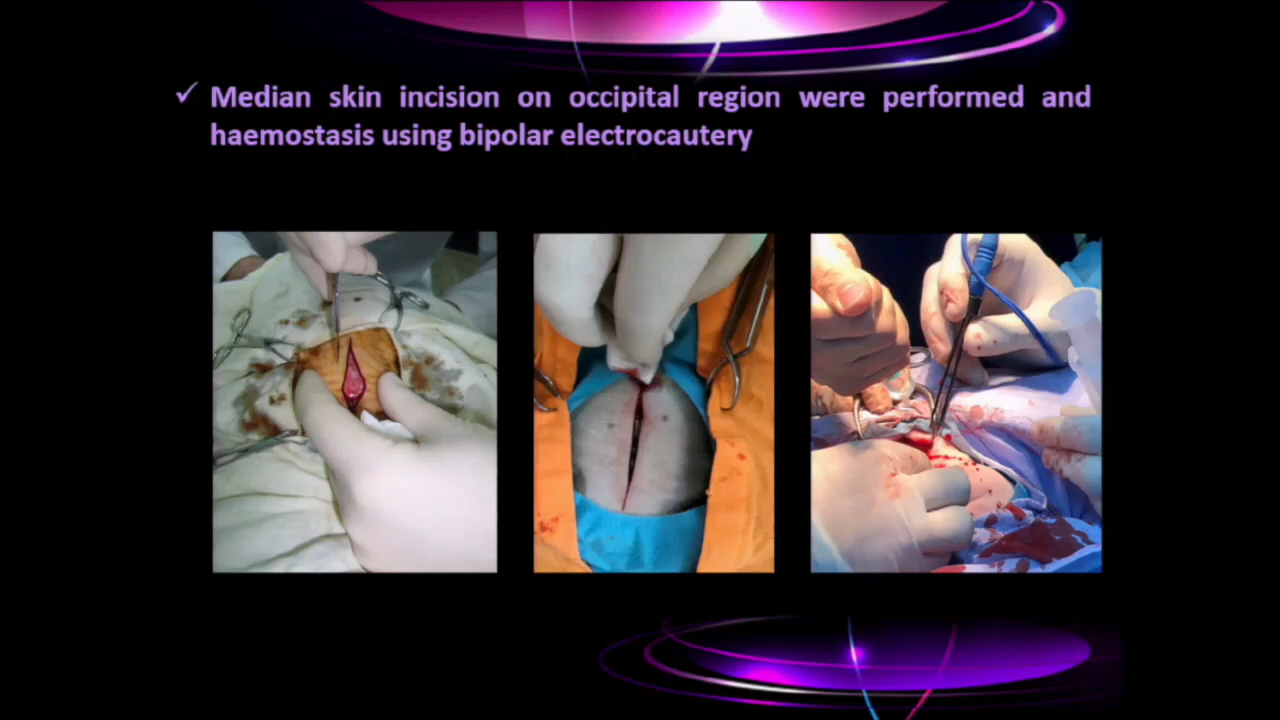 ✓ Median skin incision on occipital region were performed and
haemostasis using bipolar electrocautery